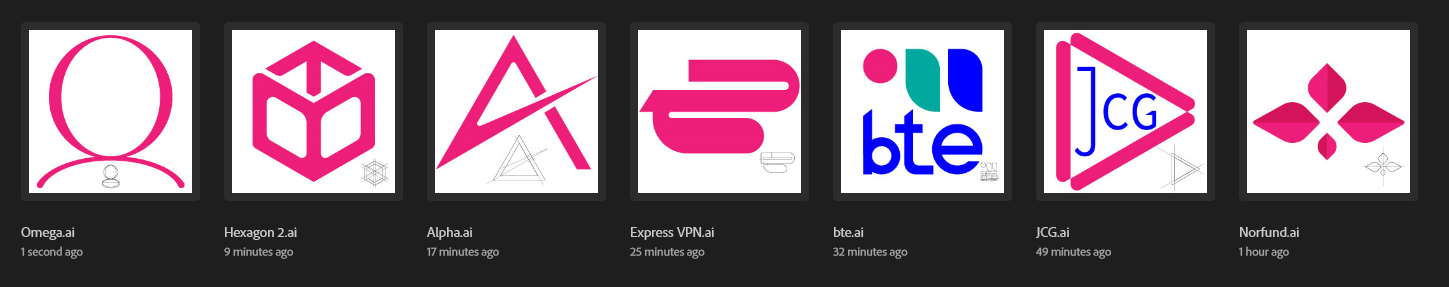 bte
JCG
Omega.ai
1 second ago
Hexagon 2.ai
9 minutes ago
Alpha.ai
17 minutes ago
Express VPN.ai
25 minutes ago
bte.ai
32 minutes ago
JCG.ai
49 minutes ago
Norfund.ai
1 hour ago